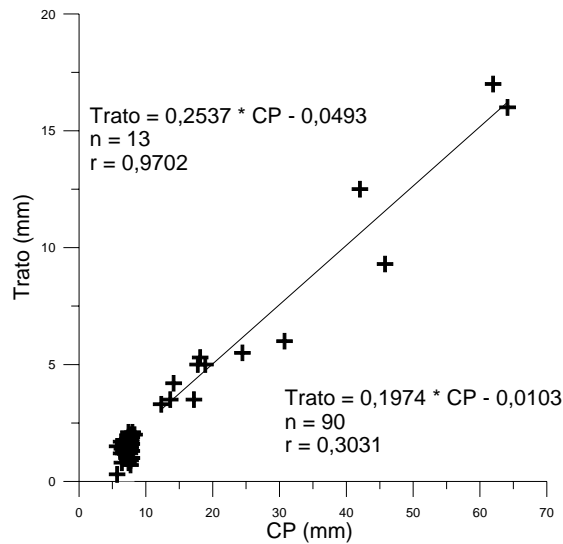 20
Trato = 0,2537 * CP - 0,0493
n = 13
r = 0,9702
15
Trato (mm)
10
5
Trato = 0,1974 * CP - 0,0103
n = 90
r = 0,3031
0
0 10 20 30 40 50 60 70
CP (mm)